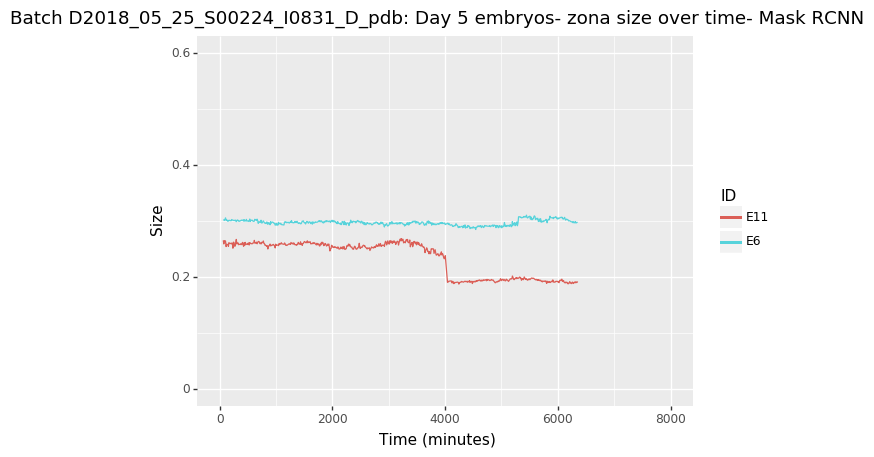 Batch D2018_05_25_S00224_I0831_D_pdb: Day 5 embryos- zona size over time- Mask RCNN
0.6
0.4
0.2
0
Size
0 2000 4000 6000 8000
Time (minutes)
ID
E11
E6